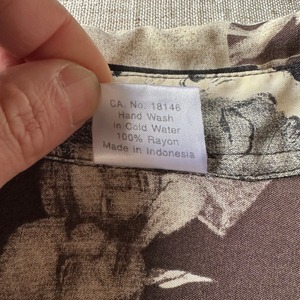 CA. No. 18146
Hand Wash
in Cold Water
100% Rayon
Made in Indonesia